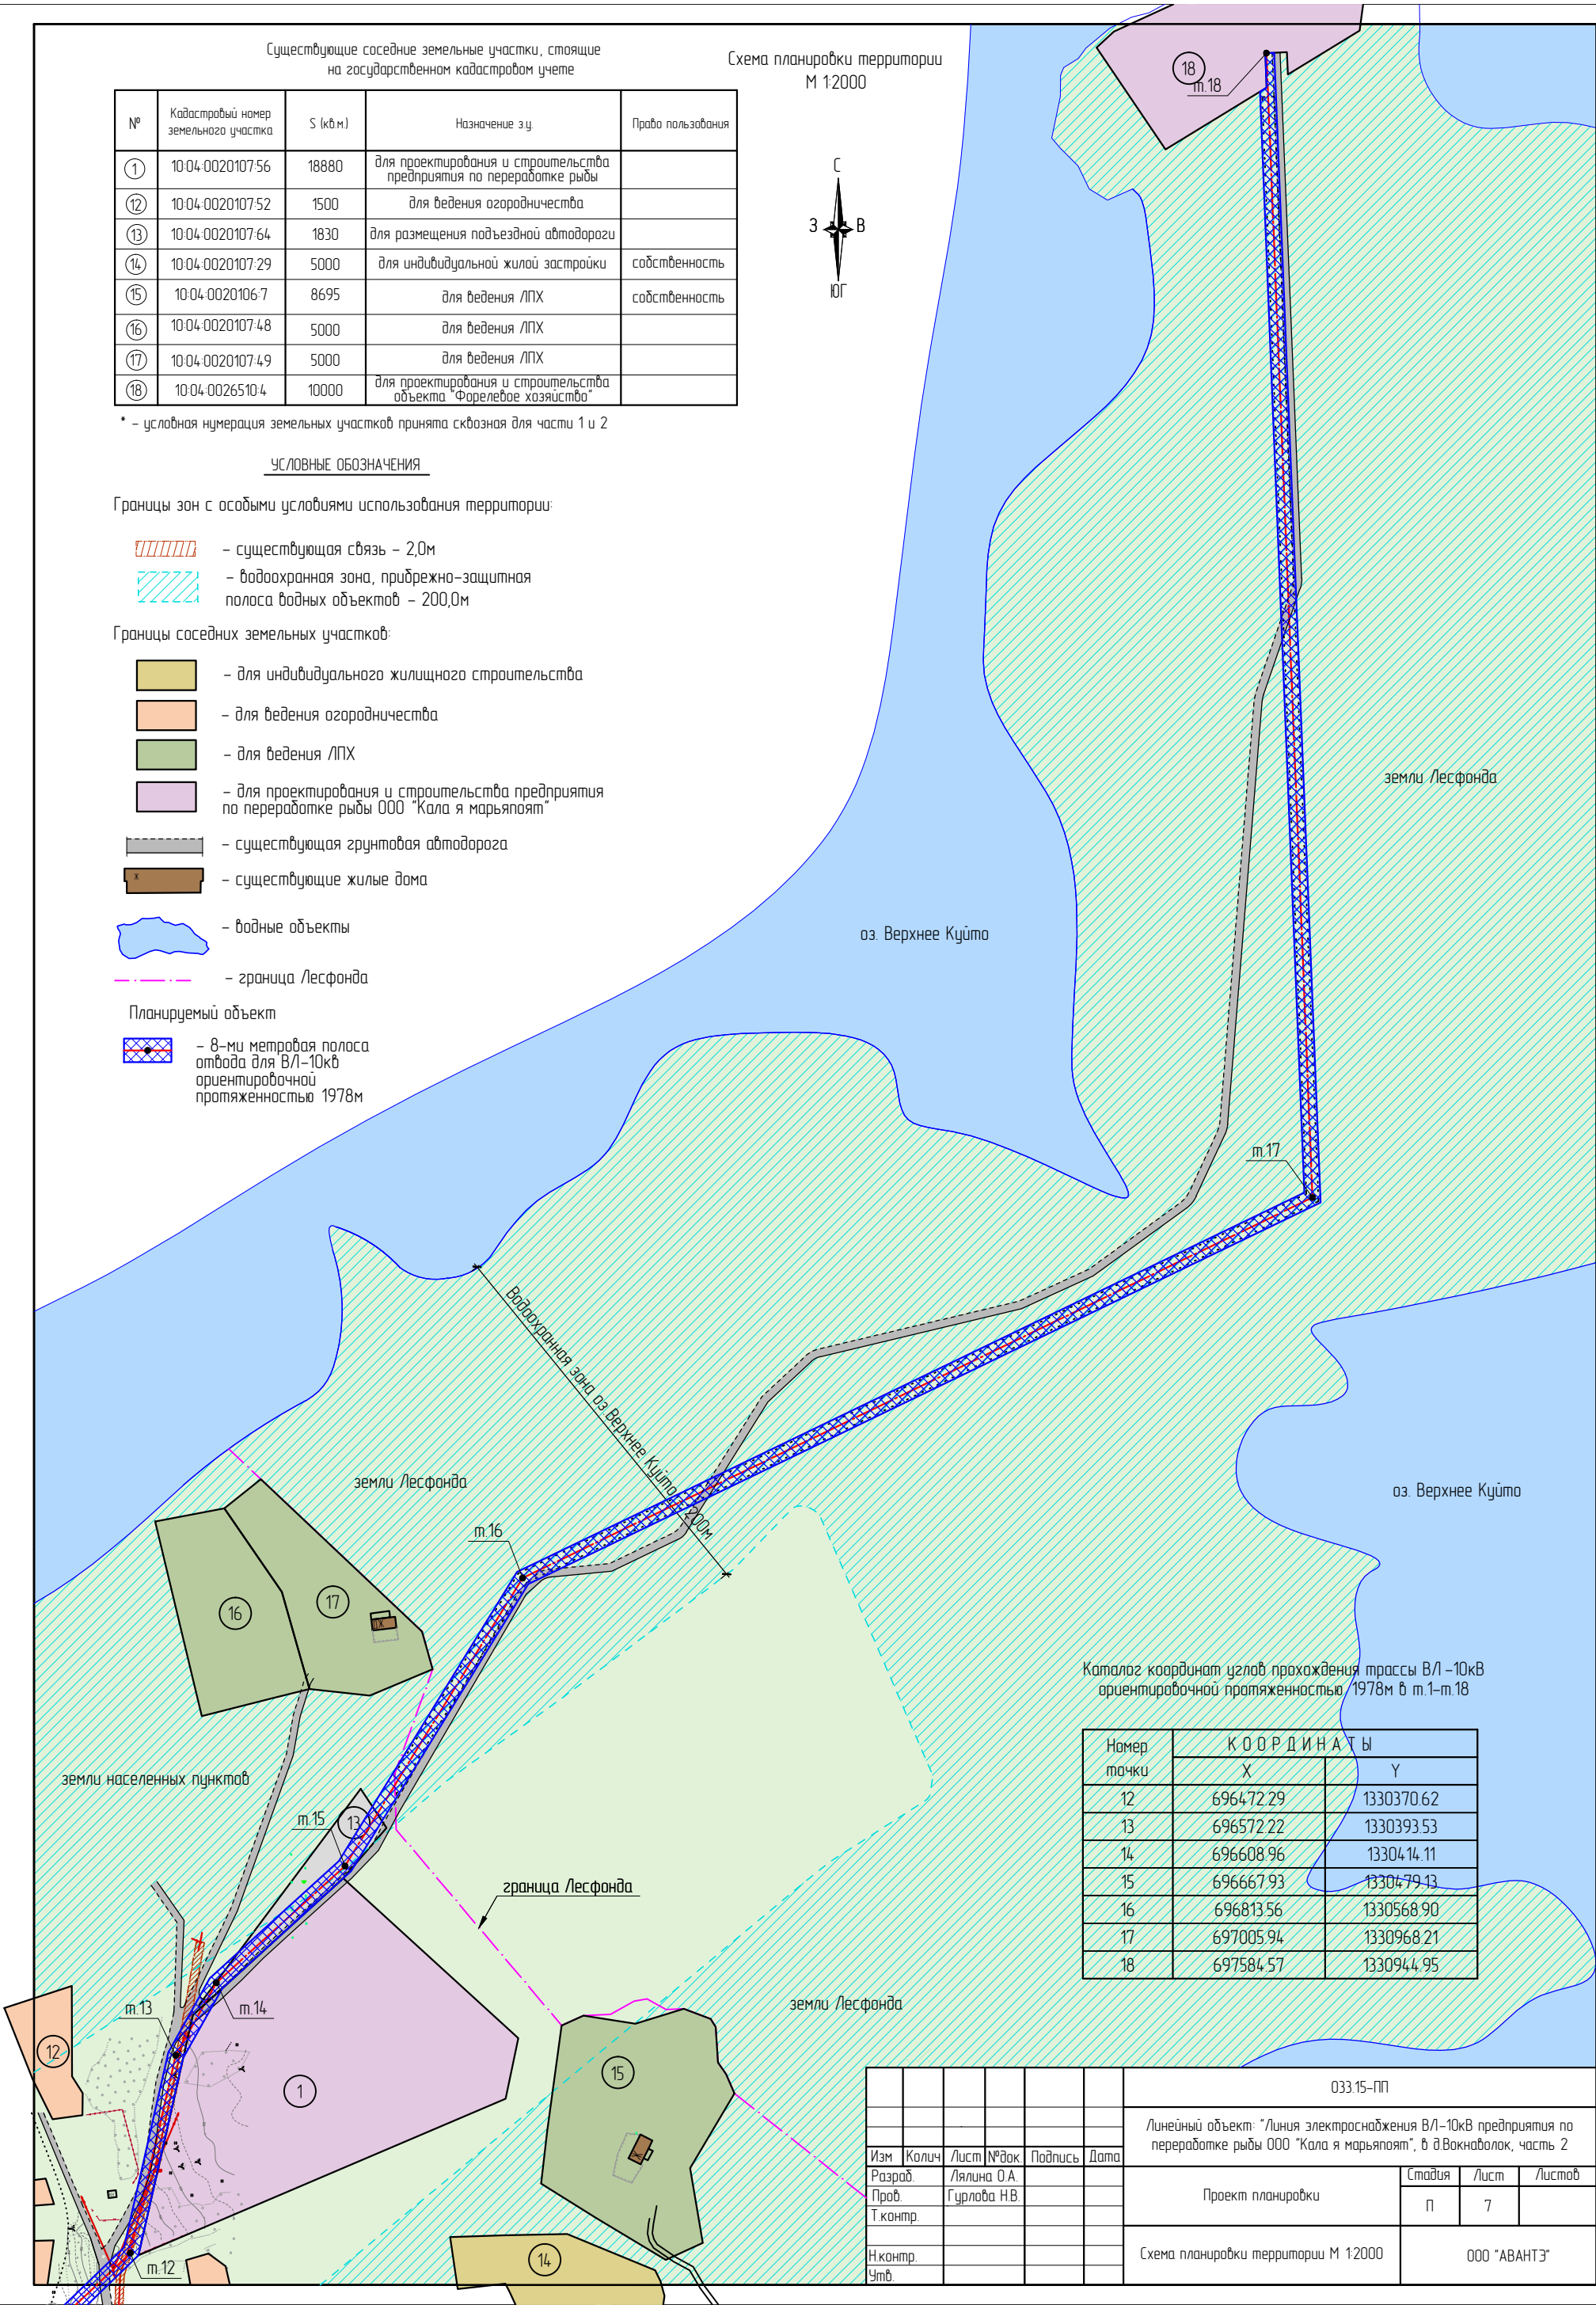 Существующие соседние земельные участки, стоящие
на государственном кадастровом учете
№ Кадастровый номер земельного участка S (кв.м.) Назначение з.у. Право пользования
1 10:04:0020107:56 18880 для проектирования и строительства предприятия по переработке рыбы
12 10:04:0020107:52 1500 для ведения огородничества
13 10:04:0020107:64 1830 для размещения подъездной автодороги
14 10:04:0020107:29 5000 для индивидуальной жилой застройки собственность
15 10:04:0020106:7 8695 для ведения ЛПХ собственность
16 10:04:0020107:48 5000 для ведения ЛПХ
17 10:04:0020107:49 5000 для ведения ЛПХ
18 10:04:0026510:4 10000 для проектирования и строительства объекта "Форелевое хозяйство"
* - условная нумерация земельных участков принята сквозная для части 1 и 2
Схема планировки территории
М 1:2000
С
З В
ЮГ
УСЛОВНЫЕ ОБОЗНАЧЕНИЯ
Границы зон с особыми условиями использования территории:
- существующая связь - 2,0м
- водоохранная зона, прибрежно-защитная
полоса водных объектов - 200,0м
Границы соседних земельных участков:
- для индивидуального жилищного строительства
- для ведения огородничества
- для ведения ЛПХ
- для проектирования и строительства предприятия
по переработке рыбы ООО "Кала я марьяпоят"
- существующая грунтовая автодорога
ж
- существующие жилые дома
- водные объекты
- граница Лесфонда
Планируемый объект
- 8-ми метровая полоса
отвода для ВЛ-10кв
ориентировочной
протяженностью 1978м
18
т.18
земли Лесфонда
оз. Верхнее Куйто
т.17
Водоохранная зона оз.Верхнее Куйто - 200м
земли Лесфонда
оз. Верхнее Куйто
т.16
16
17
ж
земли населенных пунктов
т.15
13
граница Лесфонда
т.13
т.14
12
1
15
ж
земли Лесфонда
т.12
14
Каталог координат углов прохождения трассы ВЛ-10кВ
ориентировочной протяженностью 1978м в т.1-т.18
Номер точки КООРДИНАТЫ
X Y
12 696472.29 1330370.62
13 696572.22 1330393.53
14 696608.96 1330414.11
15 696667.93 1330479.13
16 696813.56 1330568.90
17 697005.94 1330968.21
18 697584.57 1330944.95
033.15-ПП
Линейный объект: "Линия электроснабжения ВЛ-10кВ предприятия по
переработке рыбы ООО "Кала я марьяпоят", в д.Вокнаволок, часть 2
Изм Колич Лист №док. Подпись Дата
Разраб. Лялина О.А.
Пров. Гурлова Н.В.
Т.контр.
Н.контр.
Утв.
Проект планировки
Стадия Лист Листов
П 7
Схема планировки территории М 1:2000
ООО "АВАНТЭ"